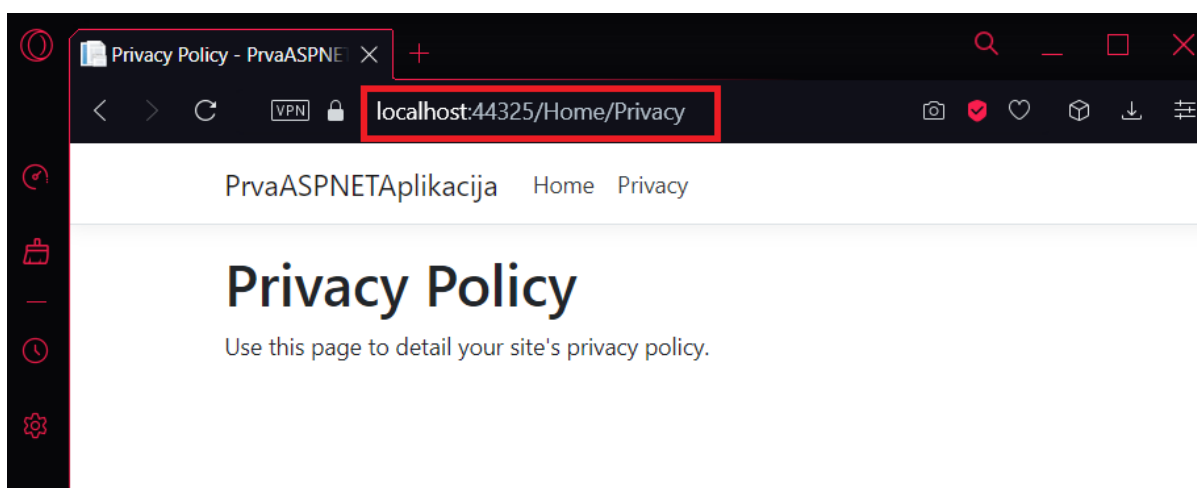 Privacy Policy - PrvaASPNE
VPN localhost:44325/Home/Privacy
PrvaASPNETAplikacija Home Privacy
Privacy Policy
Use this page to detail your site's privacy policy.